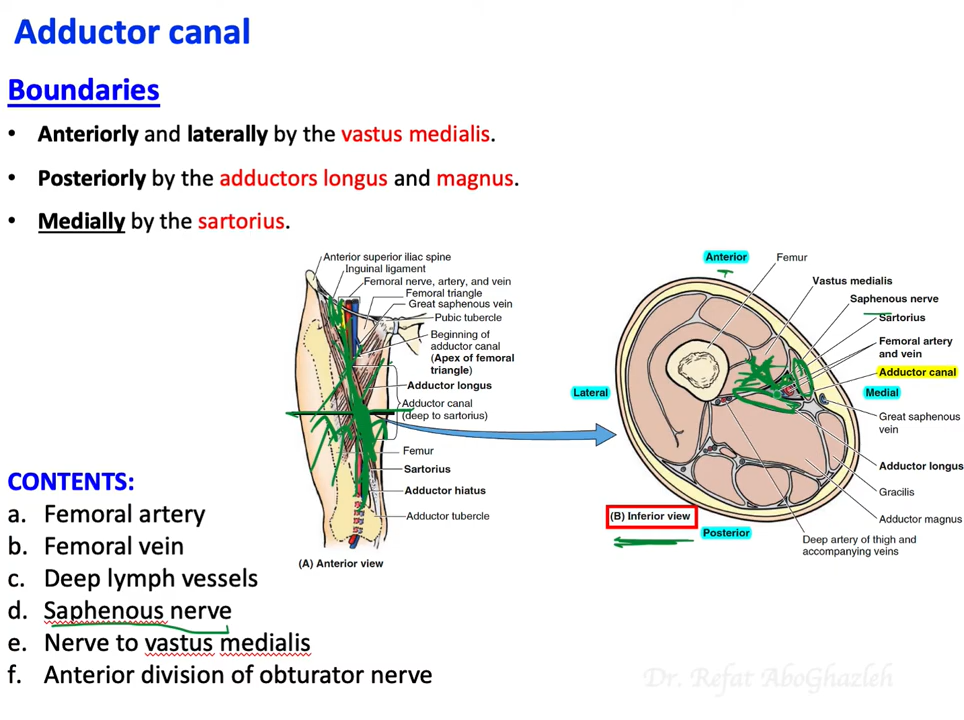 Adductor canal
Boundaries
• Anteriorly and laterally by the vastus medialis.
• Posteriorly by the adductors longus and magnus.
• Medially by the sartorius.
Anterior superior iliac spine
Inguinal ligament
Femoral nerve, artery, and vein
Femoral triangle
Great saphenous vein
Pubic tubercle
Beginning of
adductor canal
(Apex of femoral
triangle)
Adductor longus
Adductor canal
(deep to sartorius)
Femur
Sartorius
Adductor hiatus
Adductor tubercle
(A) Anterior view
Anterior
Femur
Vastus medialis
Saphenous nerve
Sartorius
Femoral artery
and vein
Adductor canal
Lateral
Medial
Great saphenous
vein
Adductor longus
Gracilis
Adductor magnus
(B) Inferior view
Posterior
Deep artery of thigh and
accompanying veins
CONTENTS:
a. Femoral artery
b. Femoral vein
c. Deep lymph vessels
d. Saphenous nerve
e. Nerve to vastus medialis
f. Anterior division of obturator nerve
Dr. Refat AboGhazleh